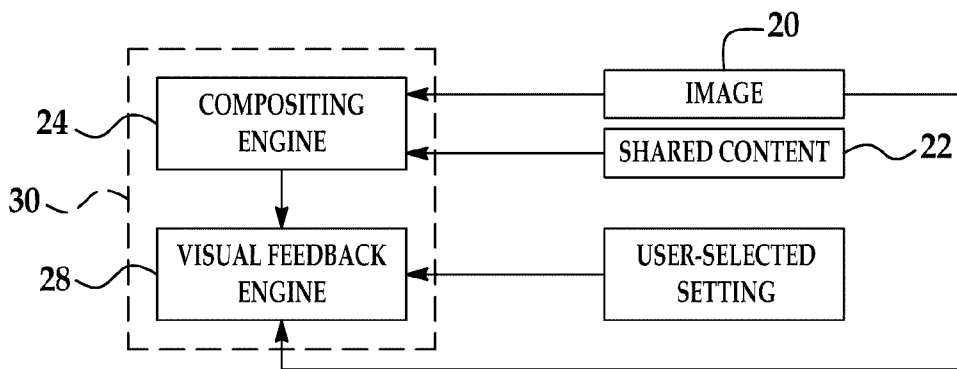 20
COMPOSITING
ENGINE
24
IMAGE
SHARED CONTENT
22
30
VISUAL FEEDBACK
ENGINE
28
USER-SELECTED
SETTING